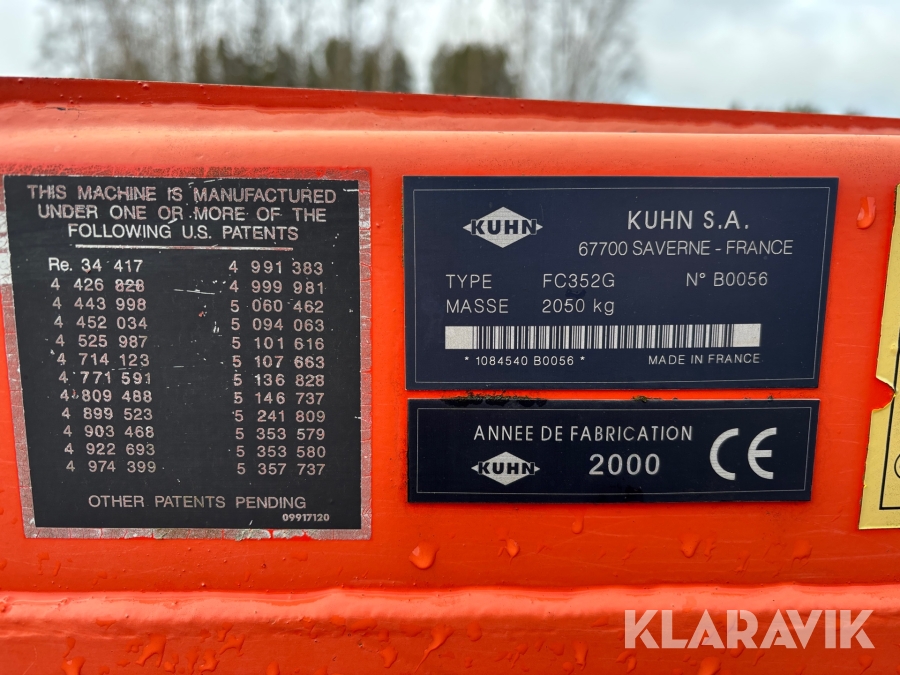 THIS MACHINE IS MANUFACTURED
UNDER ONE OR MORE OF THE
FOLLOWING U.S. PATENTS
Re. 34 417
4 426 828
4 443 998
4 452 034
4 525 987
4 714 123
4 771 591
4 809 488
4 899 523
4 903 468
4 922 693
4 974 399
4 991 383
4 999 981
5 060 462
5 094 063
5 101 616
5 107 663
5 136 828
5 146 737
5 241 809
5 353 579
5 353 580
5 357 737
OTHER PATENTS PENDING
09917120
KUHN
KUHN S.A.
67700 SAVERNE - FRANCE
TYPE FC352G N° B0056
MASSE 2050 kg
* 1084540 B0056 * MADE IN FRANCE
ANNEE DE FABRICATION
KUHN 2000 CE
KLARAVIK